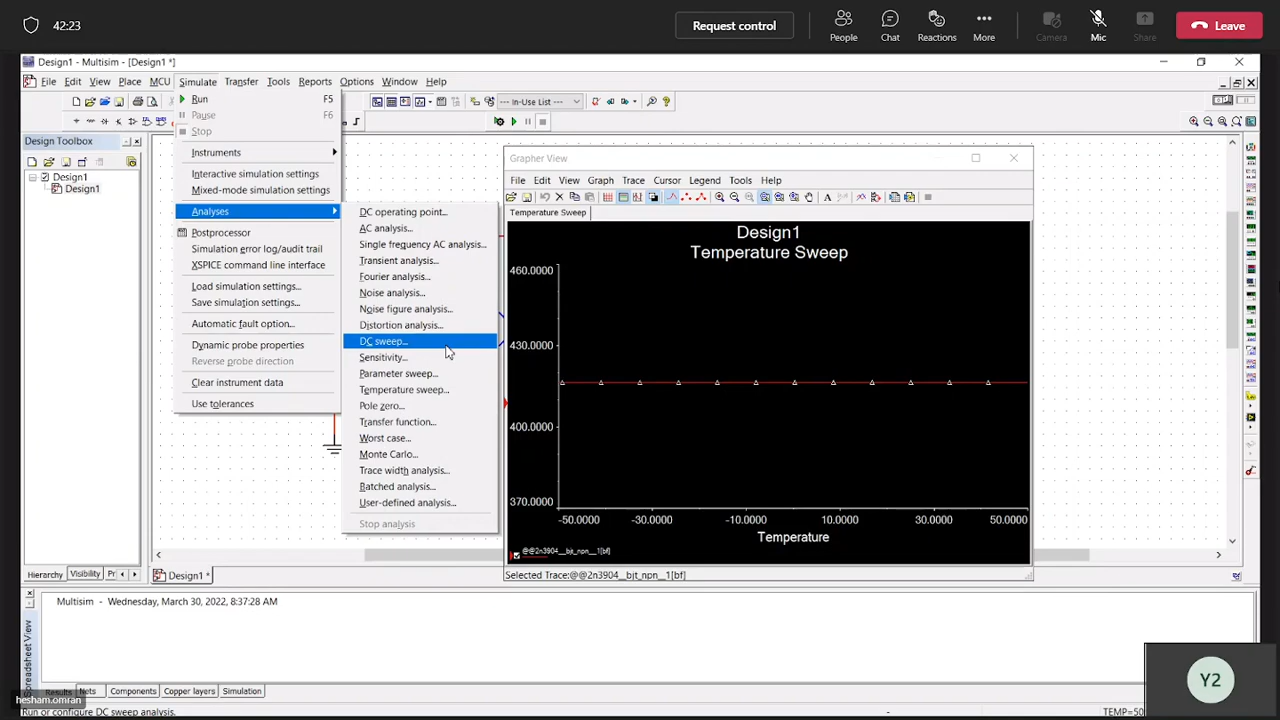 42:23
Request control
People
Chat
Reactions
More
Camera
Mic
Share
Leave
Design1 - Multisim - [Design1 *]
File Edit View Place MCU Simulate Transfer Tools Reports Options Window Help
--- In-Use List ---
Run F5
Pause F6
Stop
Instruments
Interactive simulation settings
Mixed-mode simulation settings
Analyses
Postprocessor
Simulation error log/audit trail
XSPICE command line interface
Load simulation settings...
Save simulation settings...
Automatic fault option...
Dynamic probe properties
Reverse probe direction
Clear instrument data
Use tolerances
DC operating point...
AC analysis...
Single frequency AC analysis...
Transient analysis...
Fourier analysis...
Noise analysis...
Noise figure analysis...
Distortion analysis...
DC sweep...
Sensitivity...
Parameter sweep...
Temperature sweep...
Pole zero...
Transfer function...
Worst case...
Monte Carlo...
Trace width analysis...
Batched analysis...
User-defined analysis...
Stop analysis
Design Toolbox
Design1
Design1
Hierarchy Visibility Pr
Design1 *
Grapher View
File Edit View Graph Trace Cursor Legend Tools Help
Temperature Sweep
Design1
Temperature Sweep
460.0000
430.0000
400.0000
370.0000
-50.0000 -30.0000 -10.0000 10.0000 30.0000 50.0000
Temperature
@@2n3904__bjt_npn__1[bf]
Selected Trace:@@2n3904__bjt_npn__1[bf]
Multisim - Wednesday, March 30, 2022, 8:37:28 AM
Spreadsheet View
Results Nets Components Copper layers Simulation
hesham.omran
Run or configure DC sweep analysis.
-
TEMP=50
Y2